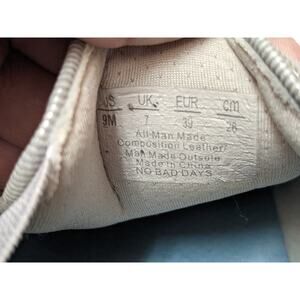 US UK EUR cm
9M 7 39 26
All Man Made
Composition Leather/
Man Made Outsole
Made in China
NO BAD DAYS